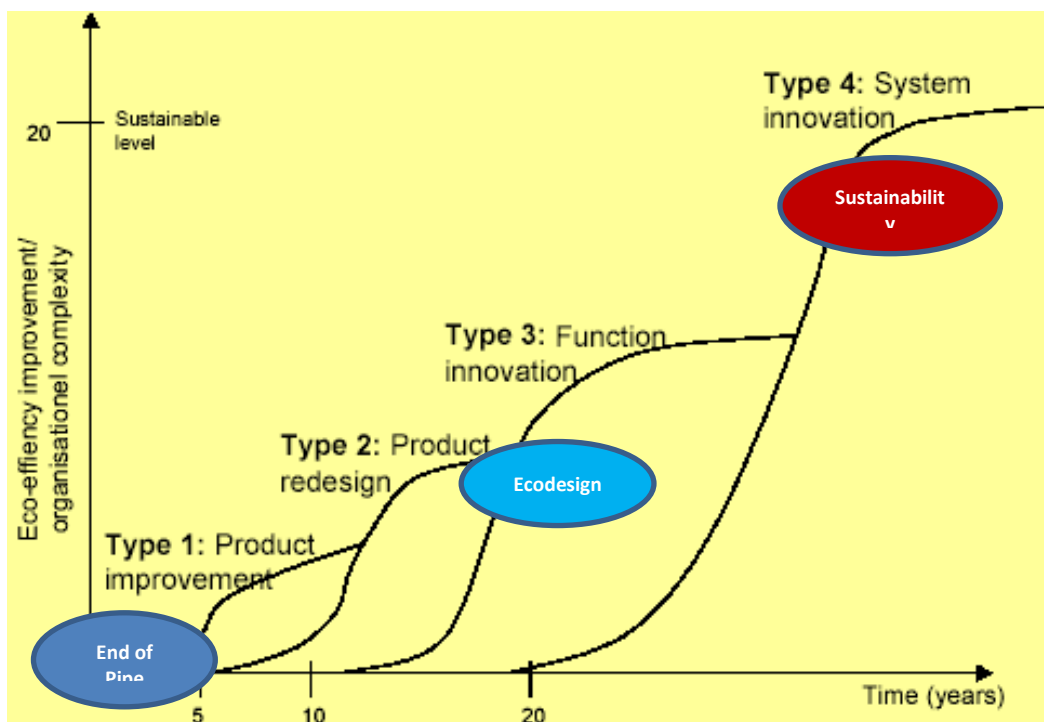 Type 4: System
innovation
20
Sustainable
level
Sustainabilit
y
Eco-effiency improvement/
organisationel complexity
Type 3: Function
innovation
Type 2: Product
redesign
Ecodesign
Type 1: Product
improvement
End of
Pipe
Time (years)
5
10
20